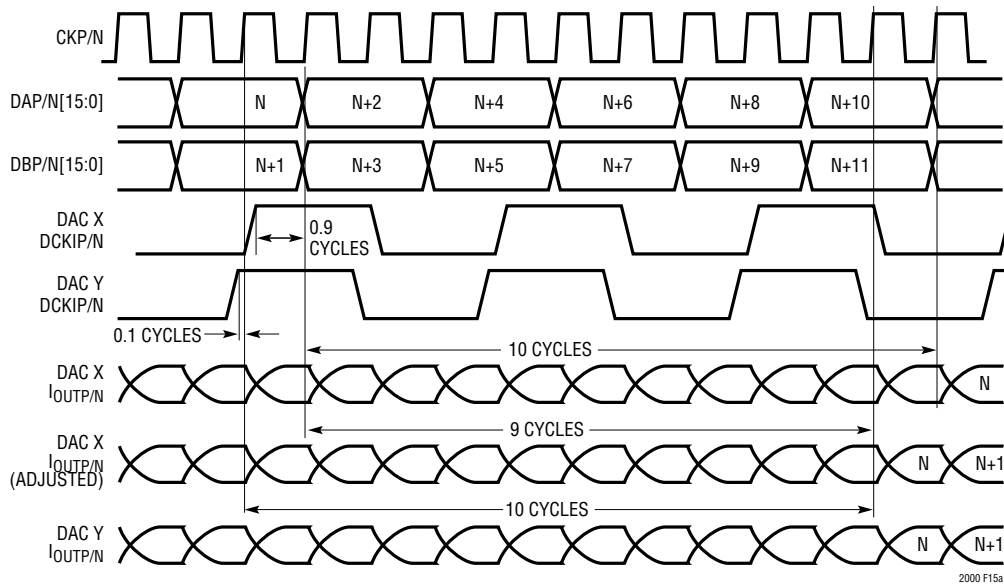 CKP/N
DAP/N[15:0]
N N+2 N+4 N+6 N+8 N+10
DBP/N[15:0]
N+1 N+3 N+5 N+7 N+9 N+11
DAC X
DCKIP/N
0.9
CYCLES
DAC Y
DCKIP/N
0.1 CYCLES
10 CYCLES
DAC X
IOUTP/N
N
9 CYCLES
DAC X
IOUTP/N
(ADJUSTED)
N N+1
10 CYCLES
DAC Y
IOUTP/N
N N+1
2000 F15a